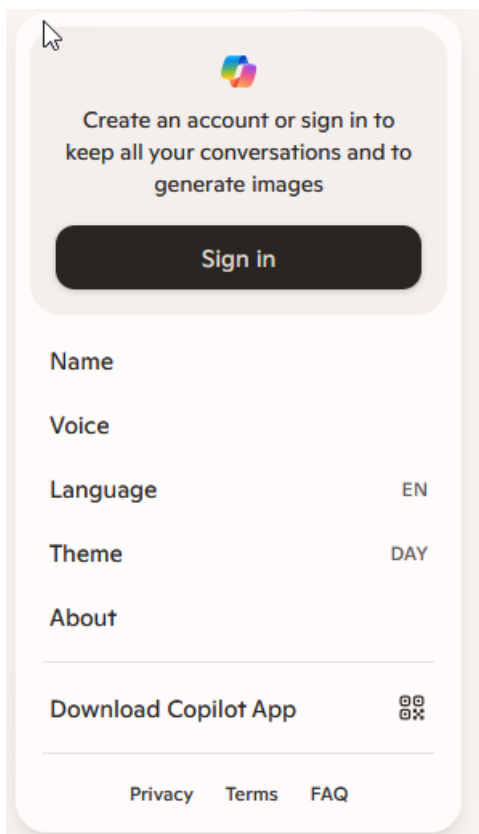 Create an account or sign in to
keep all your conversations and to
generate images
Sign in
Name
Voice
Language EN
Theme DAY
About
Download Copilot App
Privacy Terms FAQ